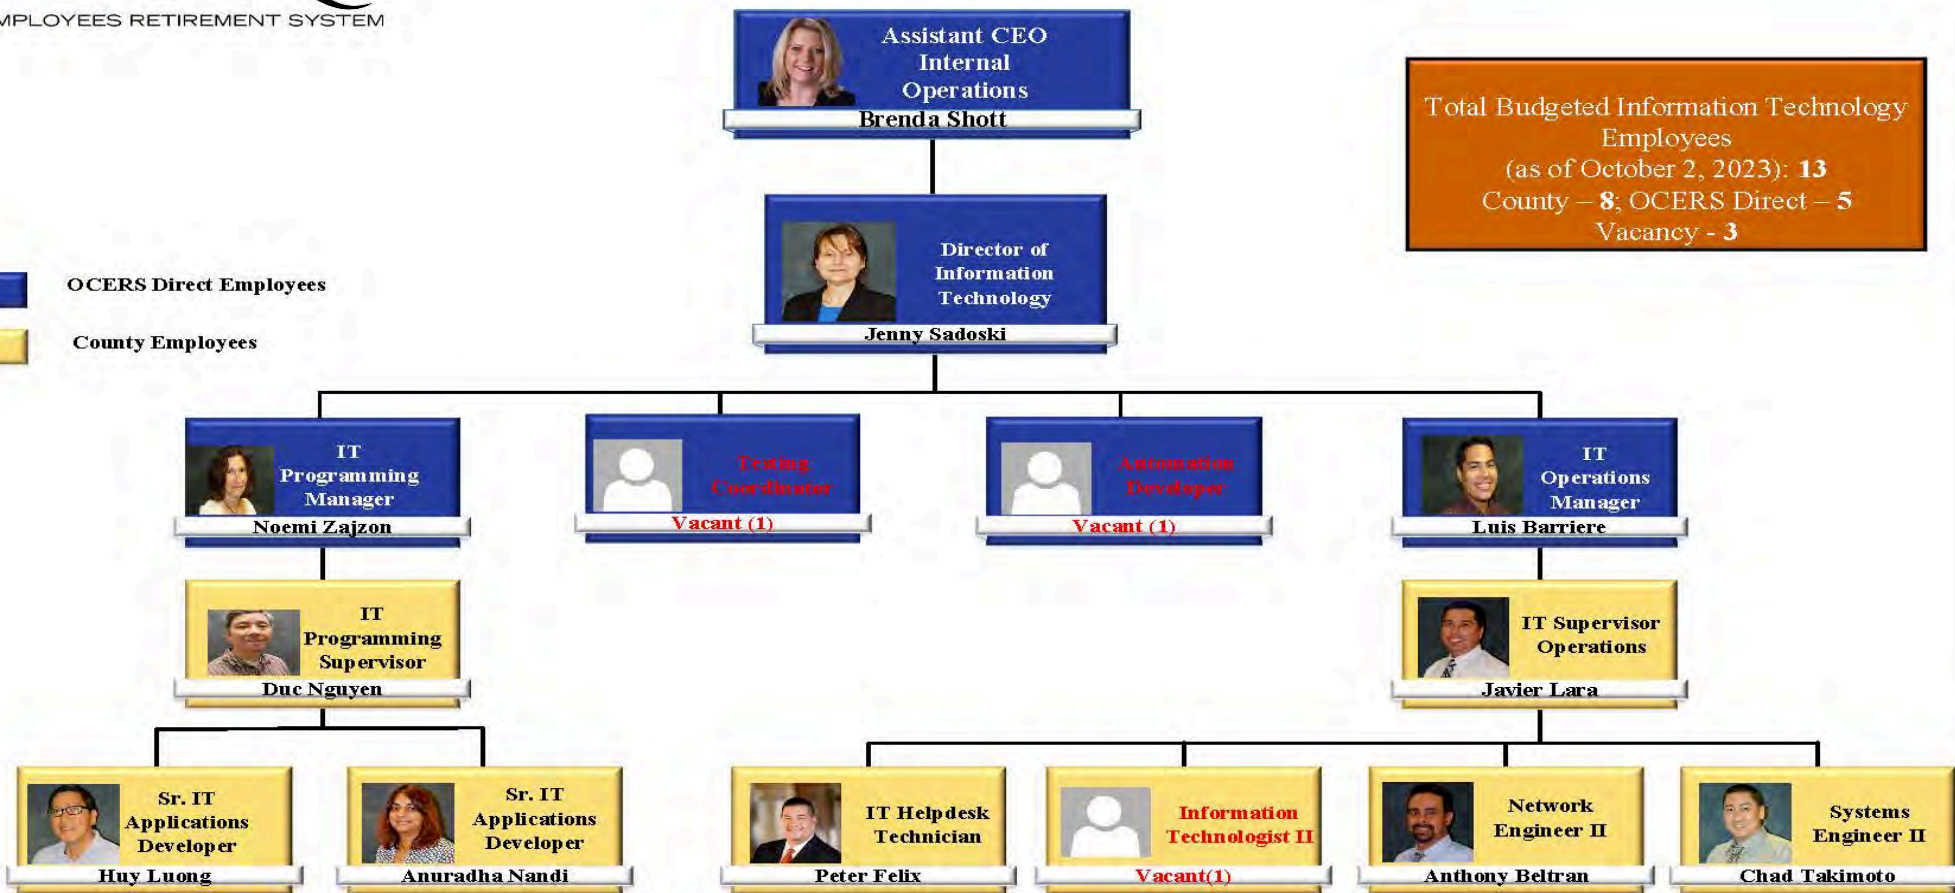 EMPLOYEES RETIREMENT SYSTEM
Assistant CEO
Internal
Operations
Brenda Shott
Total Budgeted Information Technology
Employees
(as of October 2, 2023): 13
County – 8; OCERS Direct – 5
Vacancy - 3
Director of
Information
Technology
Jenny Sadoski
OCERS Direct Employees
County Employees
IT
Programming
Manager
Noemi Zajzon
Testing
Coordinator
Vacant (1)
Automation
Developer
Vacant (1)
IT
Operations
Manager
Luis Barriere
IT
Programming
Supervisor
Duc Nguyen
IT Supervisor
Operations
Javier Lara
Sr. IT
Applications
Developer
Huy Luong
Sr. IT
Applications
Developer
Anuradha Nandi
IT Helpdesk
Technician
Peter Felix
Information
Technologist II
Vacant(1)
Network
Engineer II
Anthony Beltran
Systems
Engineer II
Chad Takimoto